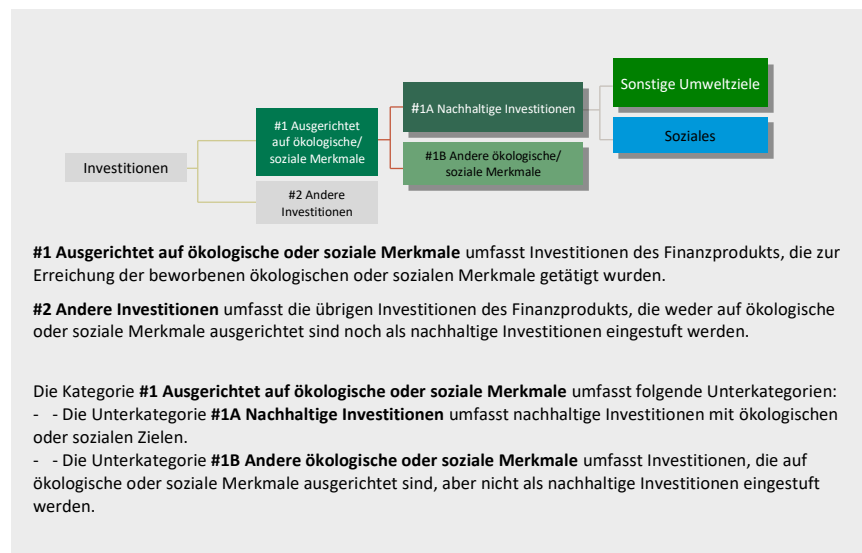 Sonstige Umweltziele
#1A Nachhaltige Investitionen
#1 Ausgerichtet
auf ökologische/
soziale Merkmale
Soziales
#1B Andere ökologische/
soziale Merkmale
Investitionen
#2 Andere
Investitionen
#1 Ausgerichtet auf ökologische oder soziale Merkmale umfasst Investitionen des Finanzprodukts, die zur
Erreichung der beworbenen ökologischen oder sozialen Merkmale getätigt wurden.
#2 Andere Investitionen umfasst die übrigen Investitionen des Finanzprodukts, die weder auf ökologische
oder soziale Merkmale ausgerichtet sind noch als nachhaltige Investitionen eingestuft werden.
Die Kategorie #1 Ausgerichtet auf ökologische oder soziale Merkmale umfasst folgende Unterkategorien:
- - Die Unterkategorie #1A Nachhaltige Investitionen umfasst nachhaltige Investitionen mit ökologischen
oder sozialen Zielen.
- - Die Unterkategorie #1B Andere ökologische oder soziale Merkmale umfasst Investitionen, die auf
ökologische oder soziale Merkmale ausgerichtet sind, aber nicht als nachhaltige Investitionen eingestuft
werden.